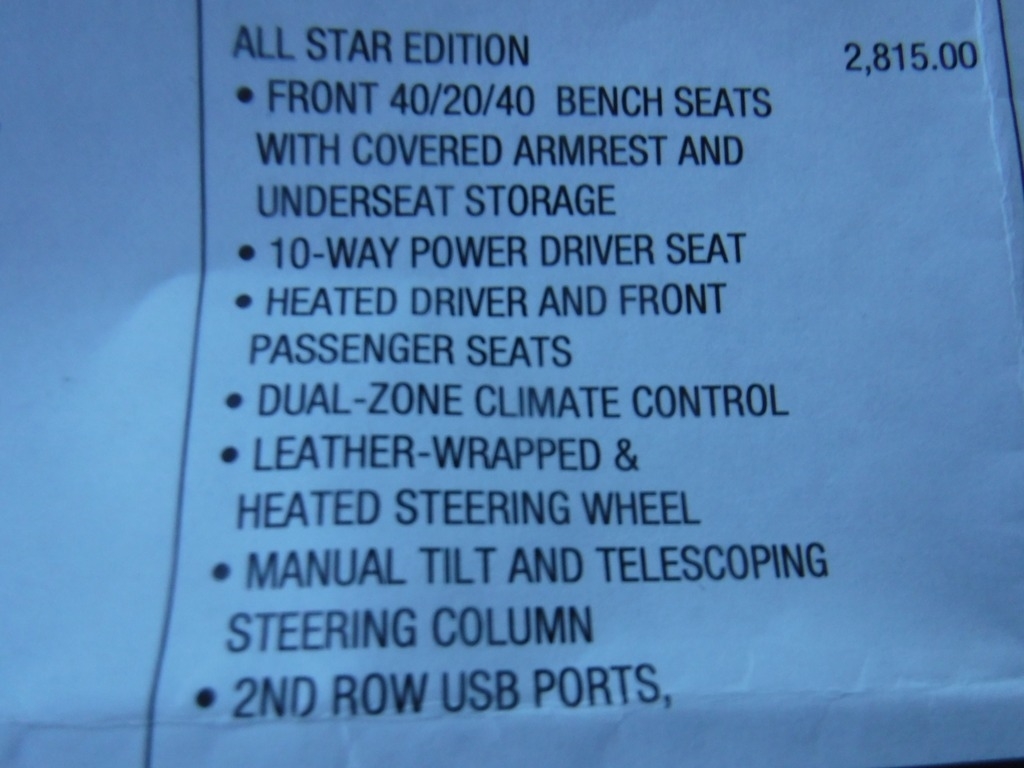 ALL STAR EDITION 2,815.00
• FRONT 40/20/40 BENCH SEATS
WITH COVERED ARMREST AND
UNDERSEAT STORAGE
• 10-WAY POWER DRIVER SEAT
• HEATED DRIVER AND FRONT
PASSENGER SEATS
• DUAL-ZONE CLIMATE CONTROL
• LEATHER-WRAPPED &
HEATED STEERING WHEEL
• MANUAL TILT AND TELESCOPING
STEERING COLUMN
• 2ND ROW USB PORTS,